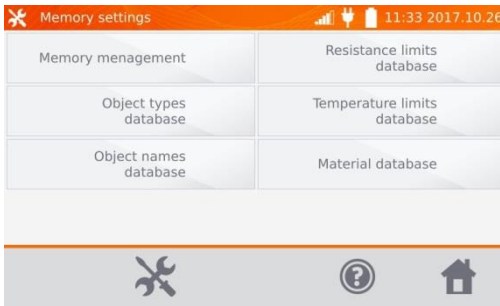 Memory settings
11:33 2017.10.26
Memory menagement
Resistance limits
database
Object types
database
Temperature limits
database
Object names
database
Material database
?